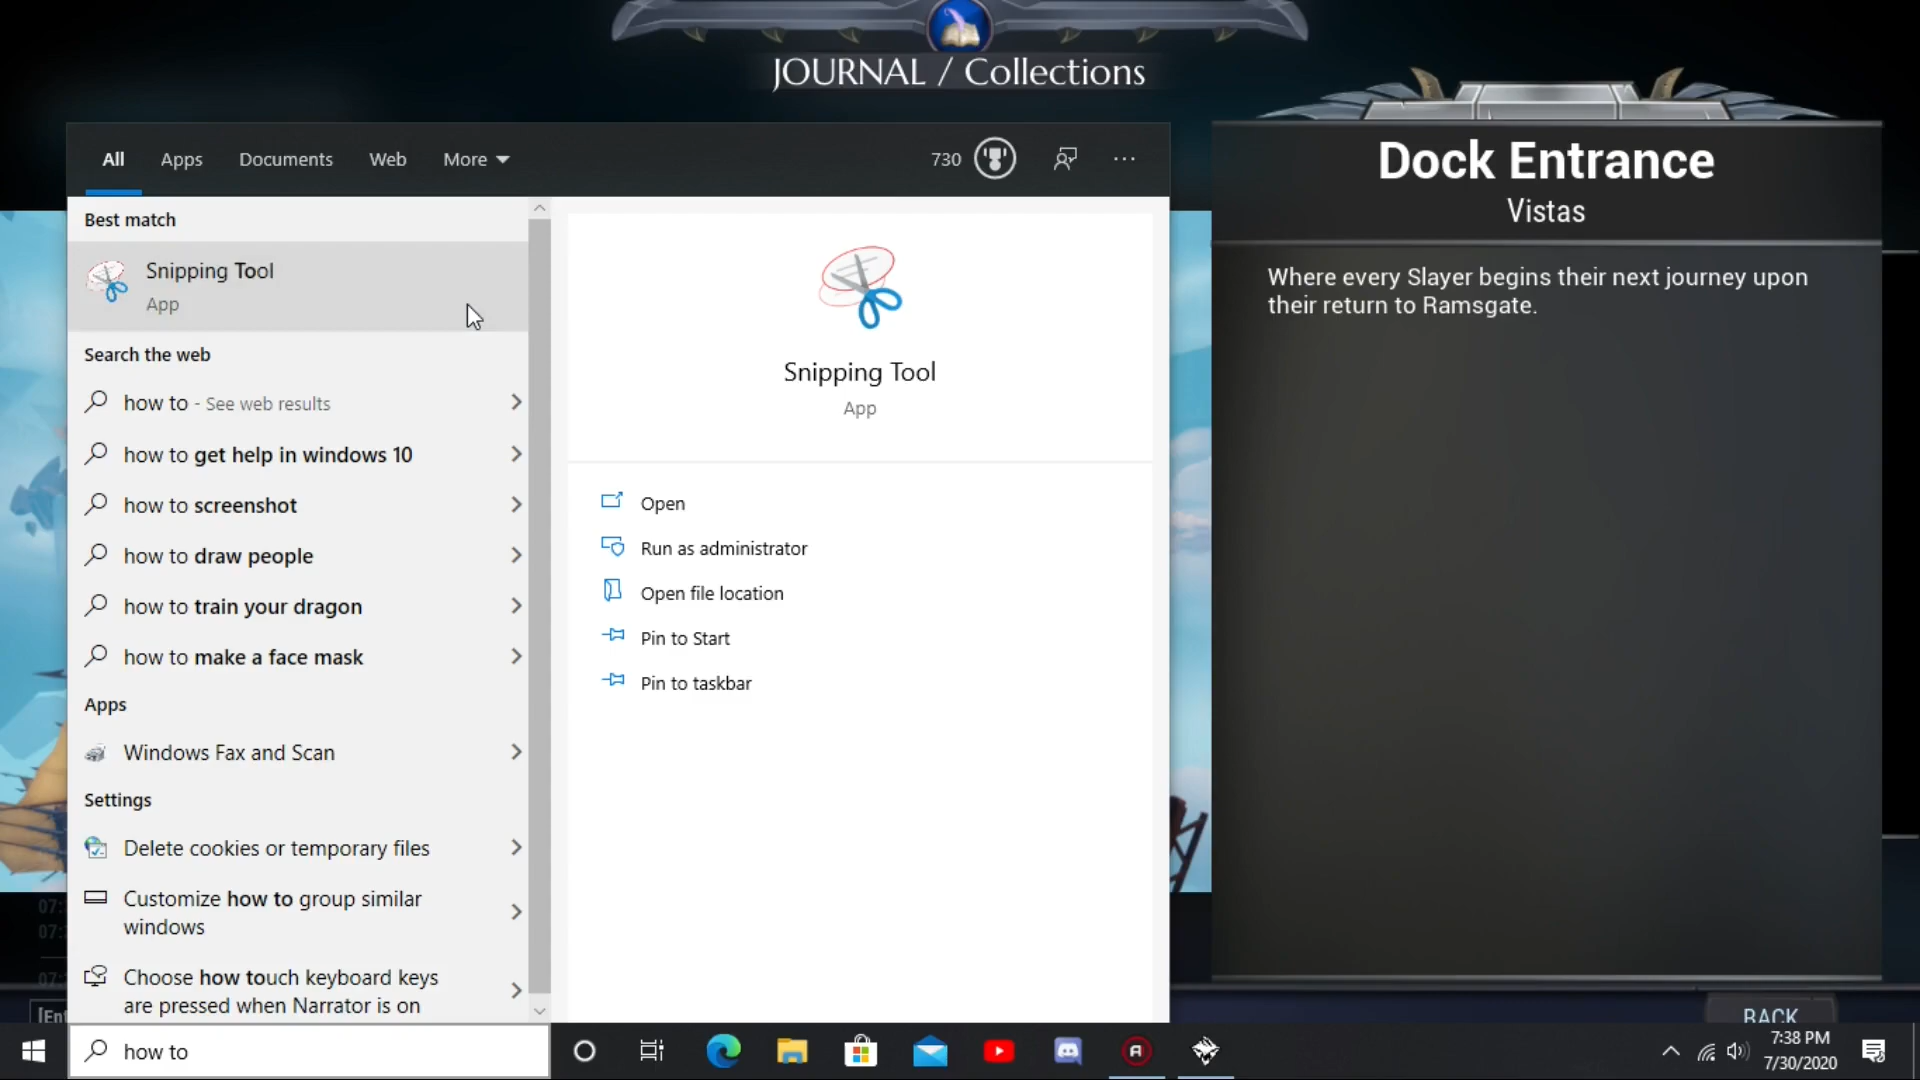 JOURNAL / Collections
All Apps Documents Web More 730
Best match
Snipping Tool
App
Search the web
how to - See web results
how to get help in windows 10
how to screenshot
how to draw people
how to train your dragon
how to make a face mask
Apps
Windows Fax and Scan
Settings
Delete cookies or temporary files
Customize how to group similar
windows
Choose how touch keyboard keys
are pressed when Narrator is on
Snipping Tool
App
Open
Run as administrator
Open file location
Pin to Start
Pin to taskbar
Dock Entrance
Vistas
Where every Slayer begins their next journey upon
their return to Ramsgate.
07:
07:
07:
[Ent
BACK
how to
7:38 PM
7/30/2020